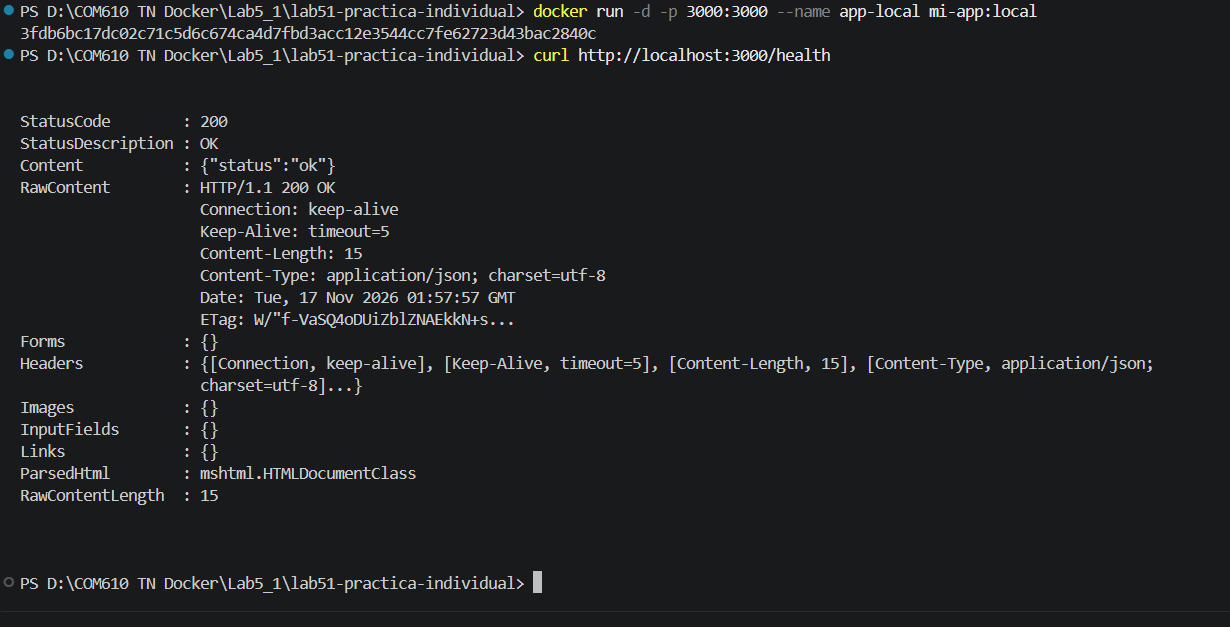 PS D:\COM610 TN Docker\Lab5_1\lab51-practica-individual> docker run -d -p 3000:3000 --name app-local mi-app:local
3fdb6bc17dc02c71c5d6c674ca4d7fbd3acc12e3544cc7fe62723d43bac2840c
PS D:\COM610 TN Docker\Lab5_1\lab51-practica-individual> curl http://localhost:3000/health
StatusCode        : 200
StatusDescription : OK
Content           : {"status":"ok"}
RawContent        : HTTP/1.1 200 OK
                    Connection: keep-alive
                    Keep-Alive: timeout=5
                    Content-Length: 15
                    Content-Type: application/json; charset=utf-8
                    Date: Tue, 17 Nov 2026 01:57:57 GMT
                    ETag: W/"f-VaSQ4oDUiZblZNAEkkN+s...
Forms             : {}
Headers           : {[Connection, keep-alive], [Keep-Alive, timeout=5], [Content-Length, 15], [Content-Type, application/json;
                    charset=utf-8]...}
Images            : {}
InputFields       : {}
Links             : {}
ParsedHtml        : mshtml.HTMLDocumentClass
RawContentLength  : 15
PS D:\COM610 TN Docker\Lab5_1\lab51-practica-individual>